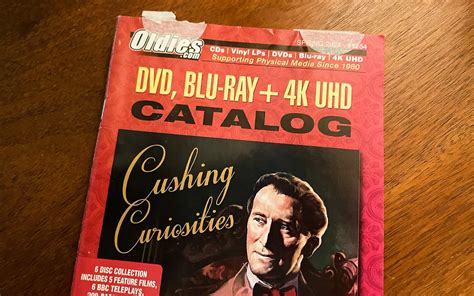 Oldies
.com
CDs | Vinyl LPs | DVDs | Blu-ray | 4K UHD
Supporting Physical Media Since 1980
DVD, BLU-RAY + 4K UHD
CATALOG
Cushing
Curiosities
6 DISC COLLECTION
INCLUDES 5 FEATURE FILMS,
6 BBC TELEPLAYS,